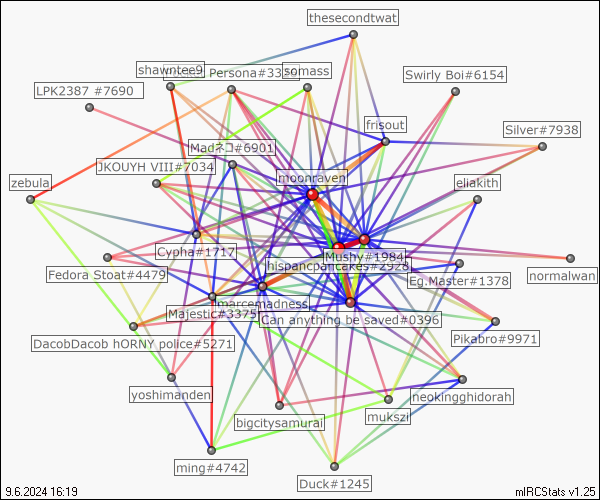 thesecondtwat
shawntee9
Persona#3329
somass
Swirly Boi#6154
LPK2387 #7690
frisout
Silver#7938
Madネコ#6901
JKOUYH VIII#7034
moonraven
zebula
eliakith
Cypha#1717
Mushy#1984
hispancpancakes#2928
Fedora Stoat#4479
Eg.Master#1378
normalwan
marcemadness
Majestic#3375
Can anything be saved#0396
Pikabro#9971
DacobDacob hORNY police#5271
yoshimanden
neokingghidorah
bigcitysamurai
mukszi
ming#4742
Duck#1245
9.6.2024 16:19
mIRCStats v1.25